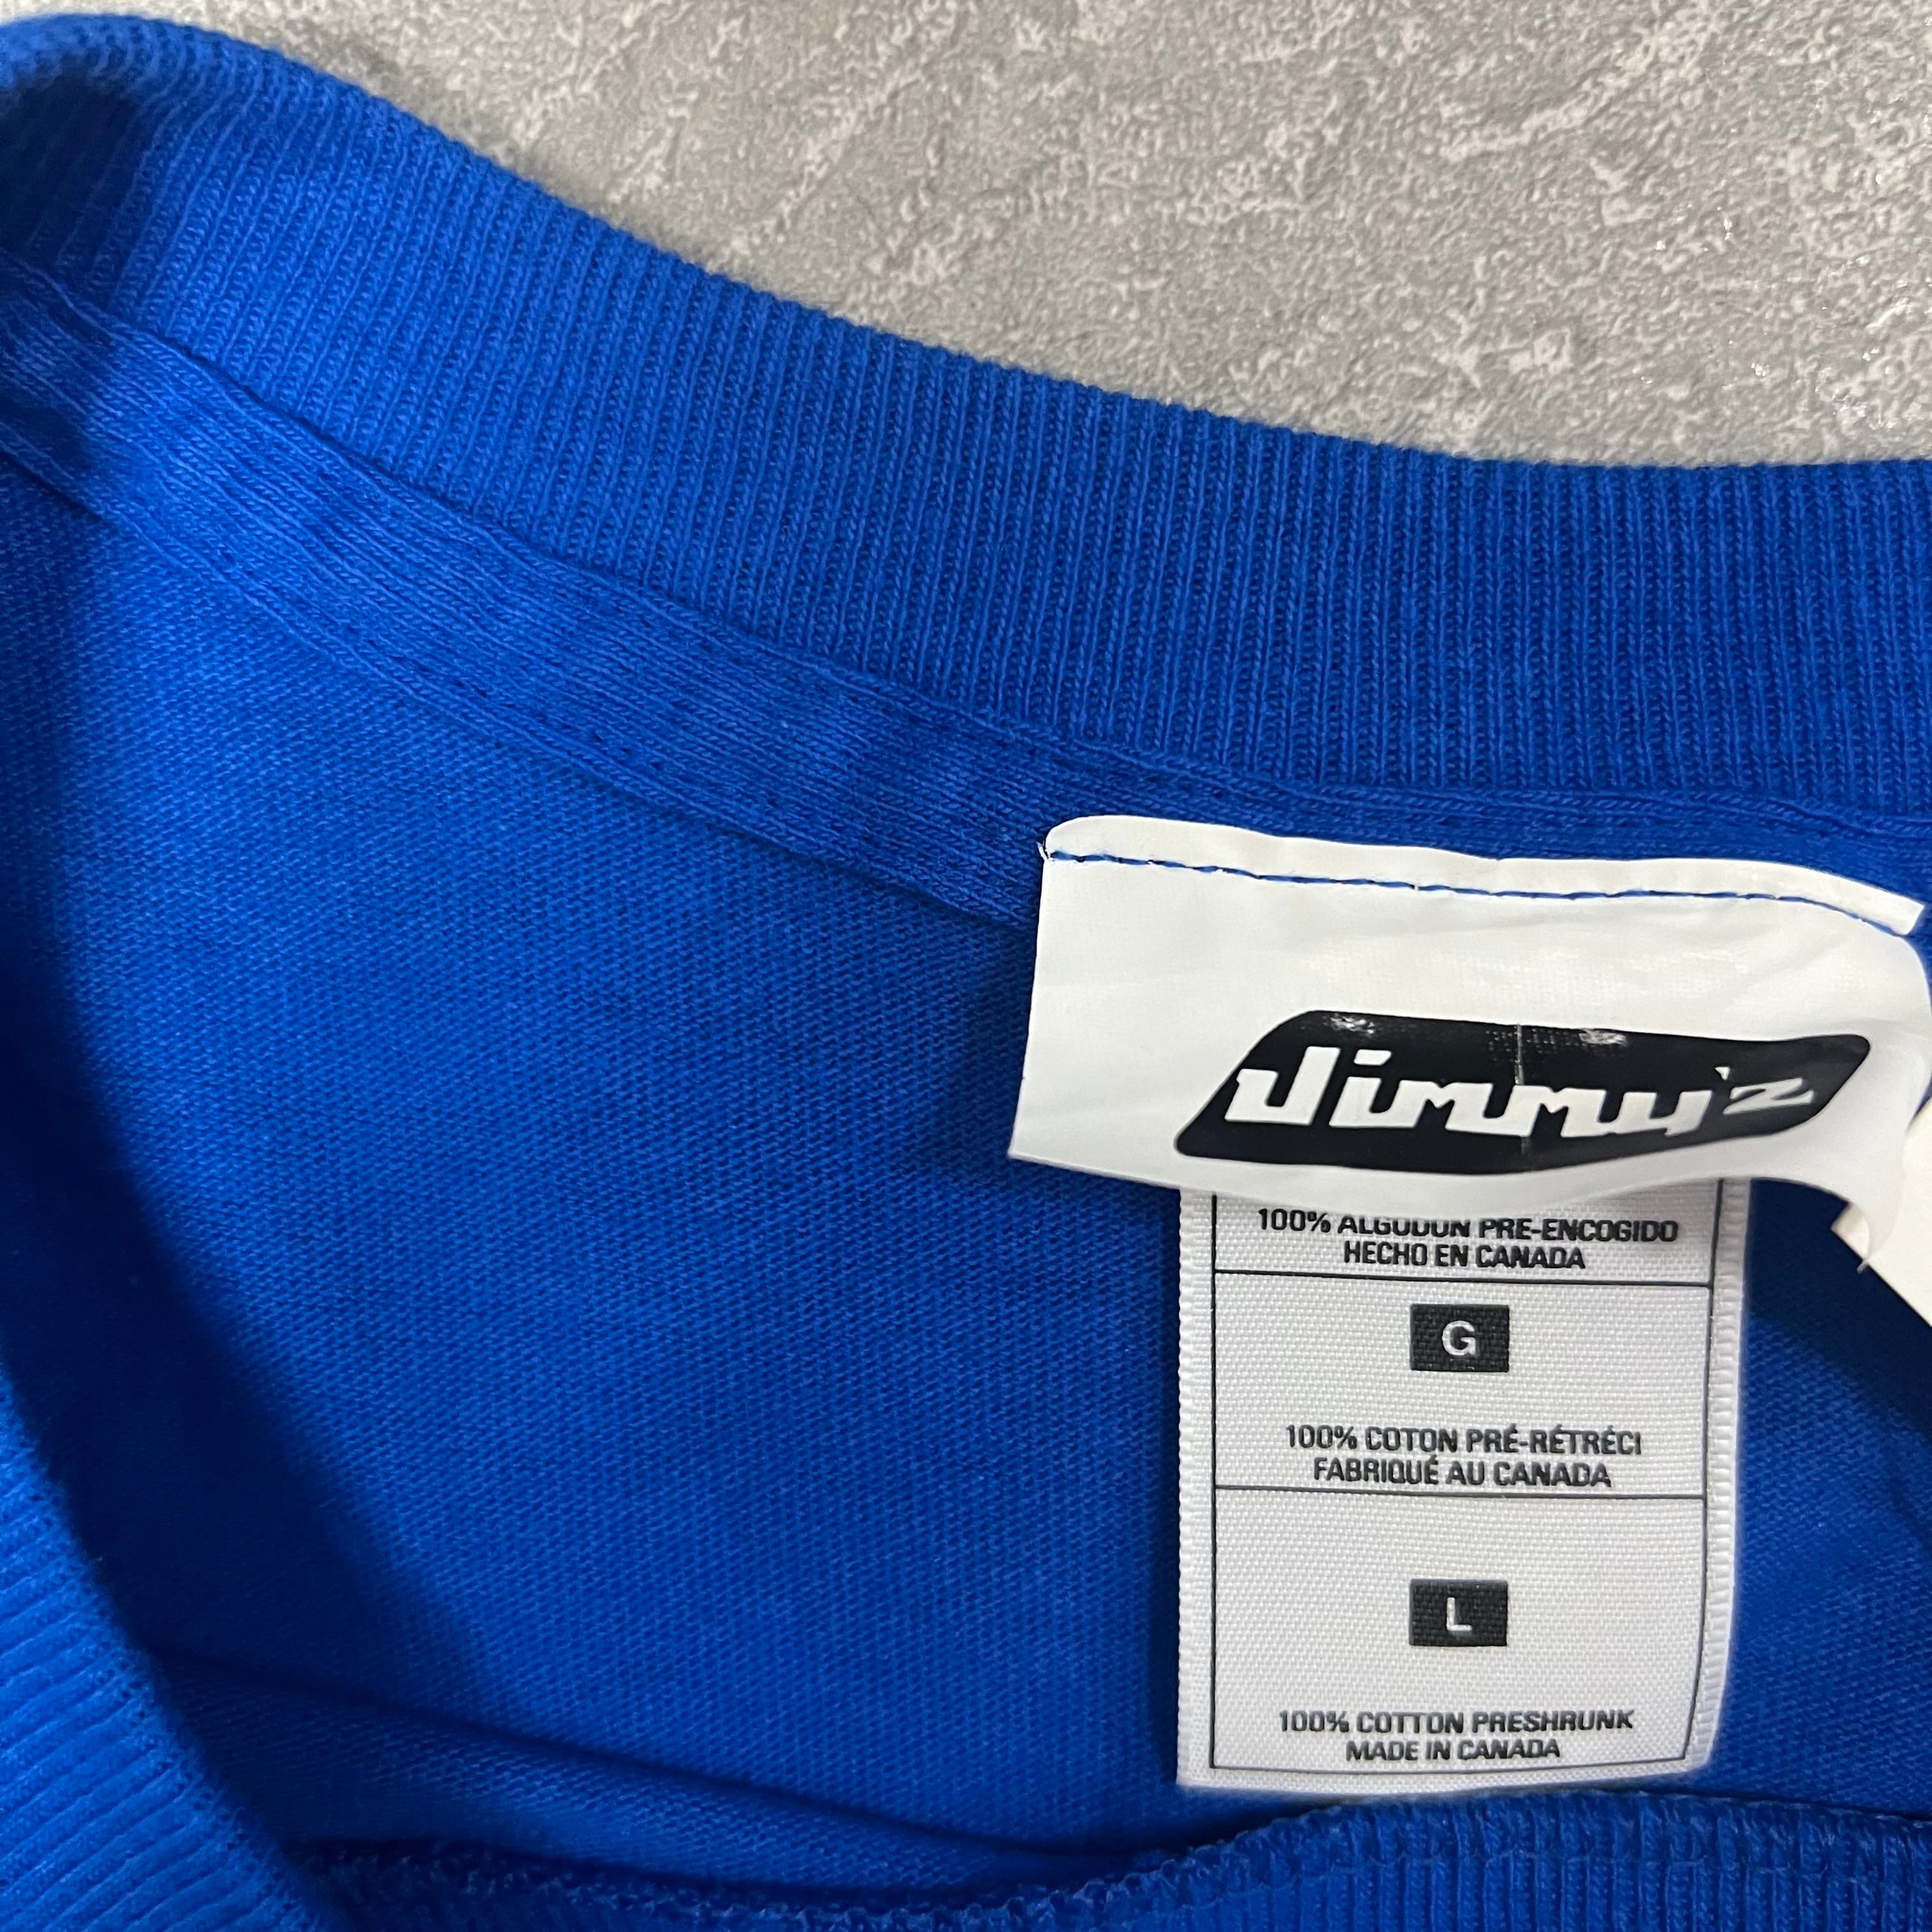 Jimmy'z
100% ALGODON PRE-ENCOGIDO
HECHO EN CANADA
G
100% COTON PRÉ-RÉTRÉCI
FABRIQUÉ AU CANADA
L
100% COTTON PRESHRUNK
MADE IN CANADA